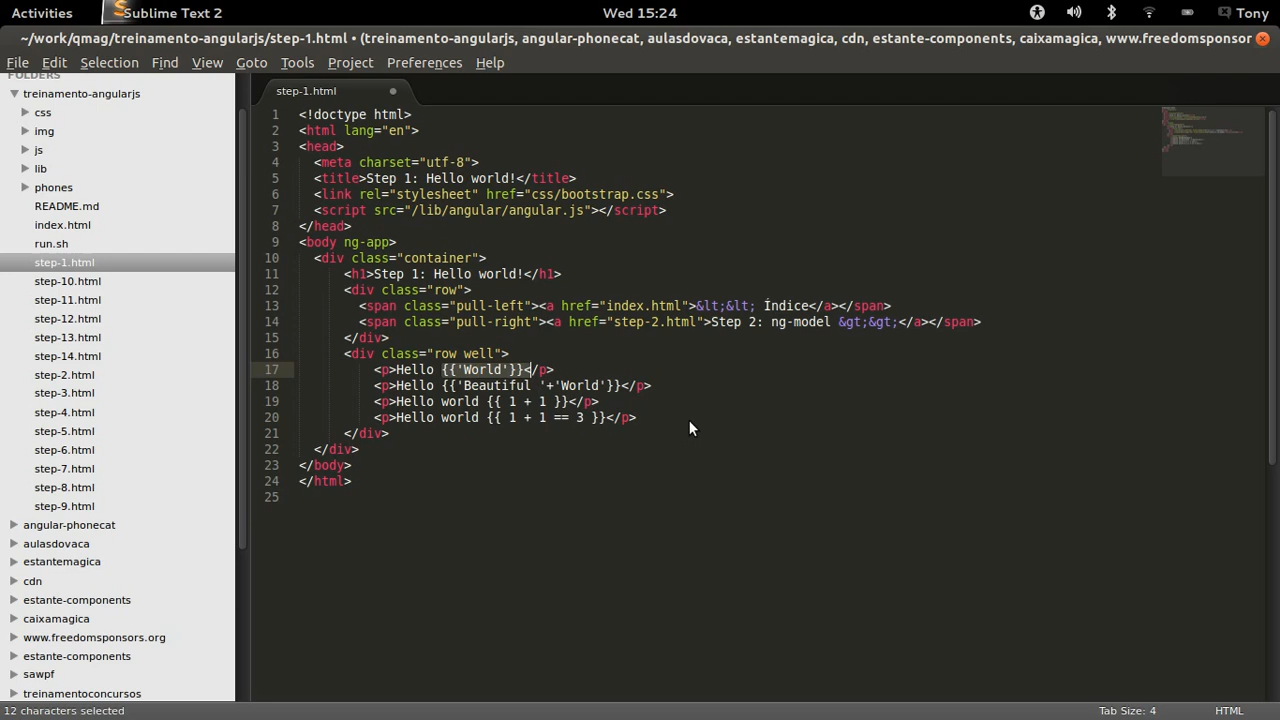 Activities
Sublime Text 2
Wed 15:24
Tony
~/work/qmag/treinamento-angularjs/step-1.html • (treinamento-angularjs, angular-phonecat, aulasdovaca, estantemagica, cdn, estante-components, caixamagica, www.freedomsponsor
File Edit Selection Find View Goto Tools Project Preferences Help
FOLDERS
treinamento-angularjs
css
img
js
lib
phones
README.md
index.html
run.sh
step-1.html
step-10.html
step-11.html
step-12.html
step-13.html
step-14.html
step-2.html
step-3.html
step-4.html
step-5.html
step-6.html
step-7.html
step-8.html
step-9.html
angular-phonecat
aulasdovaca
estantemagica
cdn
estante-components
caixamagica
www.freedomsponsors.org
estante-components
sawpf
treinamentoconcursos
step-1.html
1 <!doctype html>
2 <html lang="en">
3 <head>
4 <meta charset="utf-8">
5 <title>Step 1: Hello world!</title>
6 <link rel="stylesheet" href="css/bootstrap.css">
7 <script src="/lib/angular/angular.js"></script>
8 </head>
9 <body ng-app>
10 <div class="container">
11 <h1>Step 1: Hello world!</h1>
12 <div class="row">
13 <span class="pull-left"><a href="index.html">&lt;&lt; Índice</a></span>
14 <span class="pull-right"><a href="step-2.html">Step 2: ng-model &gt;&gt;</a></span>
15 </div>
16 <div class="row well">
17 <p>Hello {{'World'}}</p>
18 <p>Hello {{'Beautiful '+'World'}}</p>
19 <p>Hello world {{ 1 + 1 }}</p>
20 <p>Hello world {{ 1 + 1 == 3 }}</p>
21 </div>
22 </div>
23 </body>
24 </html>
25
12 characters selected
Tab Size: 4
HTML